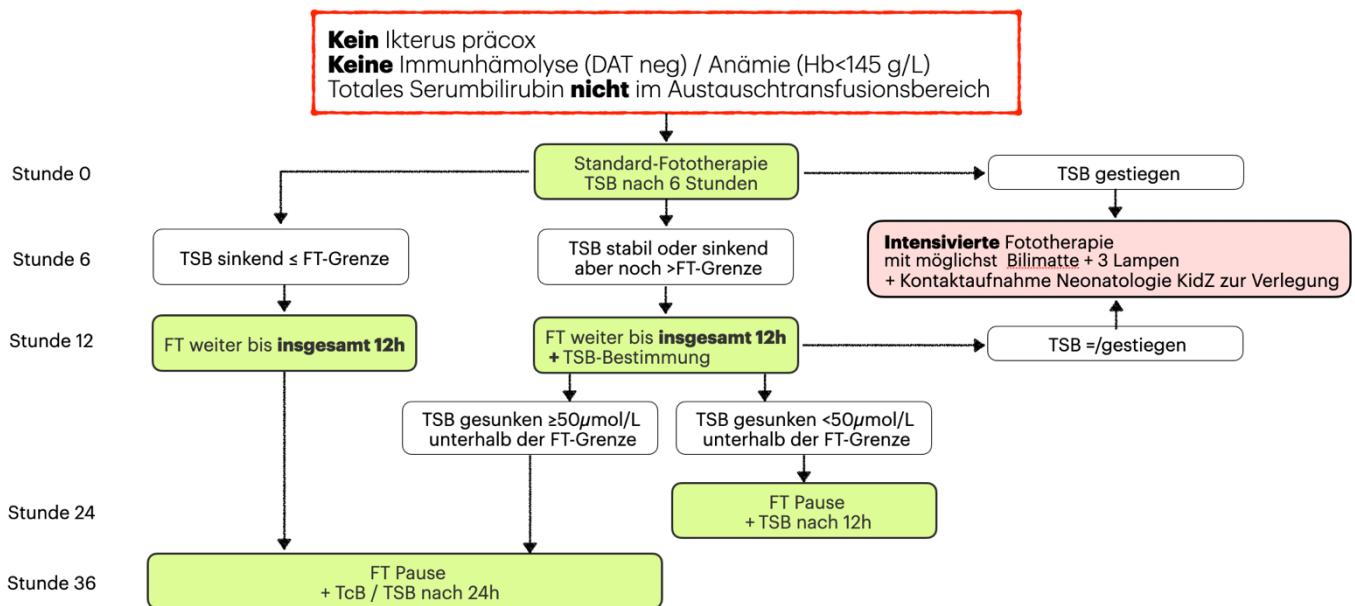 Kein Ikterus präcox
Keine Immunhämolyse (DAT neg) / Anämie (Hb<145 g/L)
Totales Serumbilirubin nicht im Austauschtransfusionsbereich
Stunde 0
Standard-Fototherapie
TSB nach 6 Stunden
TSB gestiegen
Stunde 6
TSB sinkend ≤ FT-Grenze
TSB stabil oder sinkend
aber noch >FT-Grenze
Intensivierte Fototherapie
mit möglichst Bilimatte + 3 Lampen
+ Kontaktaufnahme Neonatologie KidZ zur Verlegung
Stunde 12
FT weiter bis insgesamt 12h
FT weiter bis insgesamt 12h
+ TSB-Bestimmung
TSB =/gestiegen
TSB gesunken ≥50µmol/L
unterhalb der FT-Grenze
TSB gesunken <50µmol/L
unterhalb der FT-Grenze
Stunde 24
FT Pause
+ TSB nach 12h
Stunde 36
FT Pause
+ TcB / TSB nach 24h